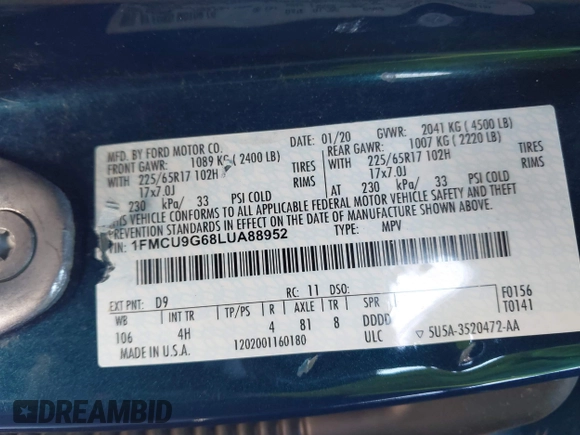 MFD. BY FORD MOTOR CO.
DATE: 01/20 GVWR: 2041 KG ( 4500 LB)
FRONT GAWR: 1089 KG (2400 LB) REAR GAWR: 1007 KG ( 2220 LB)
WITH 225/65R17 102H TIRES WITH 225/65R17 102H TIRES
17x7.0J RIMS 17x7.0J RIMS
230 kPa/ 33 PSI COLD AT 230 kPa/ 33 PSI COLD
THIS VEHICLE CONFORMS TO ALL APPLICABLE FEDERAL MOTOR VEHICLE SAFETY AND THEFT
PREVENTION STANDARDS IN EFFECT ON THE DATE OF MANUFACTURE SHOWN ABOVE.
1FMCU9G68LUA88952 TYPE: MPV
EXT PNT: D9 RC: 11 DSO: F0156
WB INT TR TP/PS R AXLE TR SPR T0141
106 4H 4 81 8 DDDD
MADE IN U.S.A. 1202001160180 ULC 5U5A-3520472-AA
DREAMBID